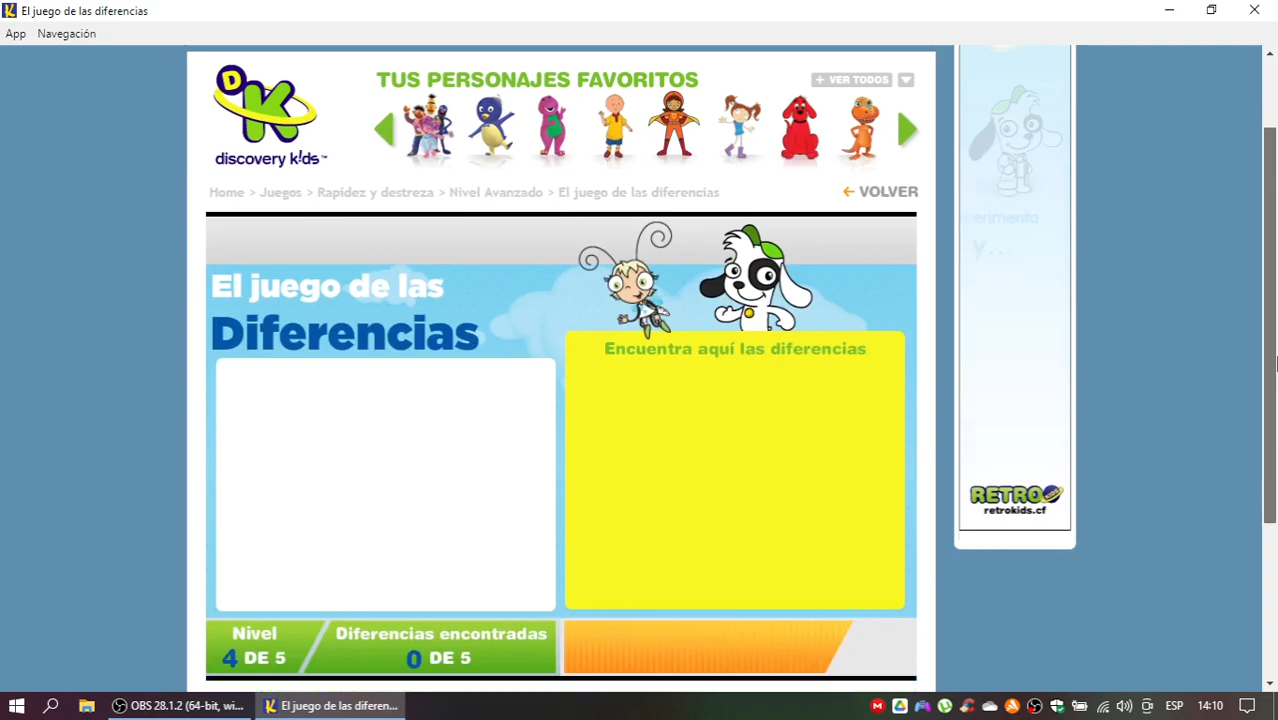 El juego de las diferencias
App Navegación
DK
discovery k!ds™
TUS PERSONAJES FAVORITOS
+ VER TODOS
Home > Juegos > Rapidez y destreza > Nivel Avanzado > El juego de las diferencias
VOLVER
El juego de las
Diferencias
Encuentra aquí las diferencias
Nivel
4 DE 5
Diferencias encontradas
0 DE 5
perimenta
y...
RETRO
retrokids.cf
OBS 28.1.2 (64-bit, wi...
El juego de las diferen...
ESP
14:10